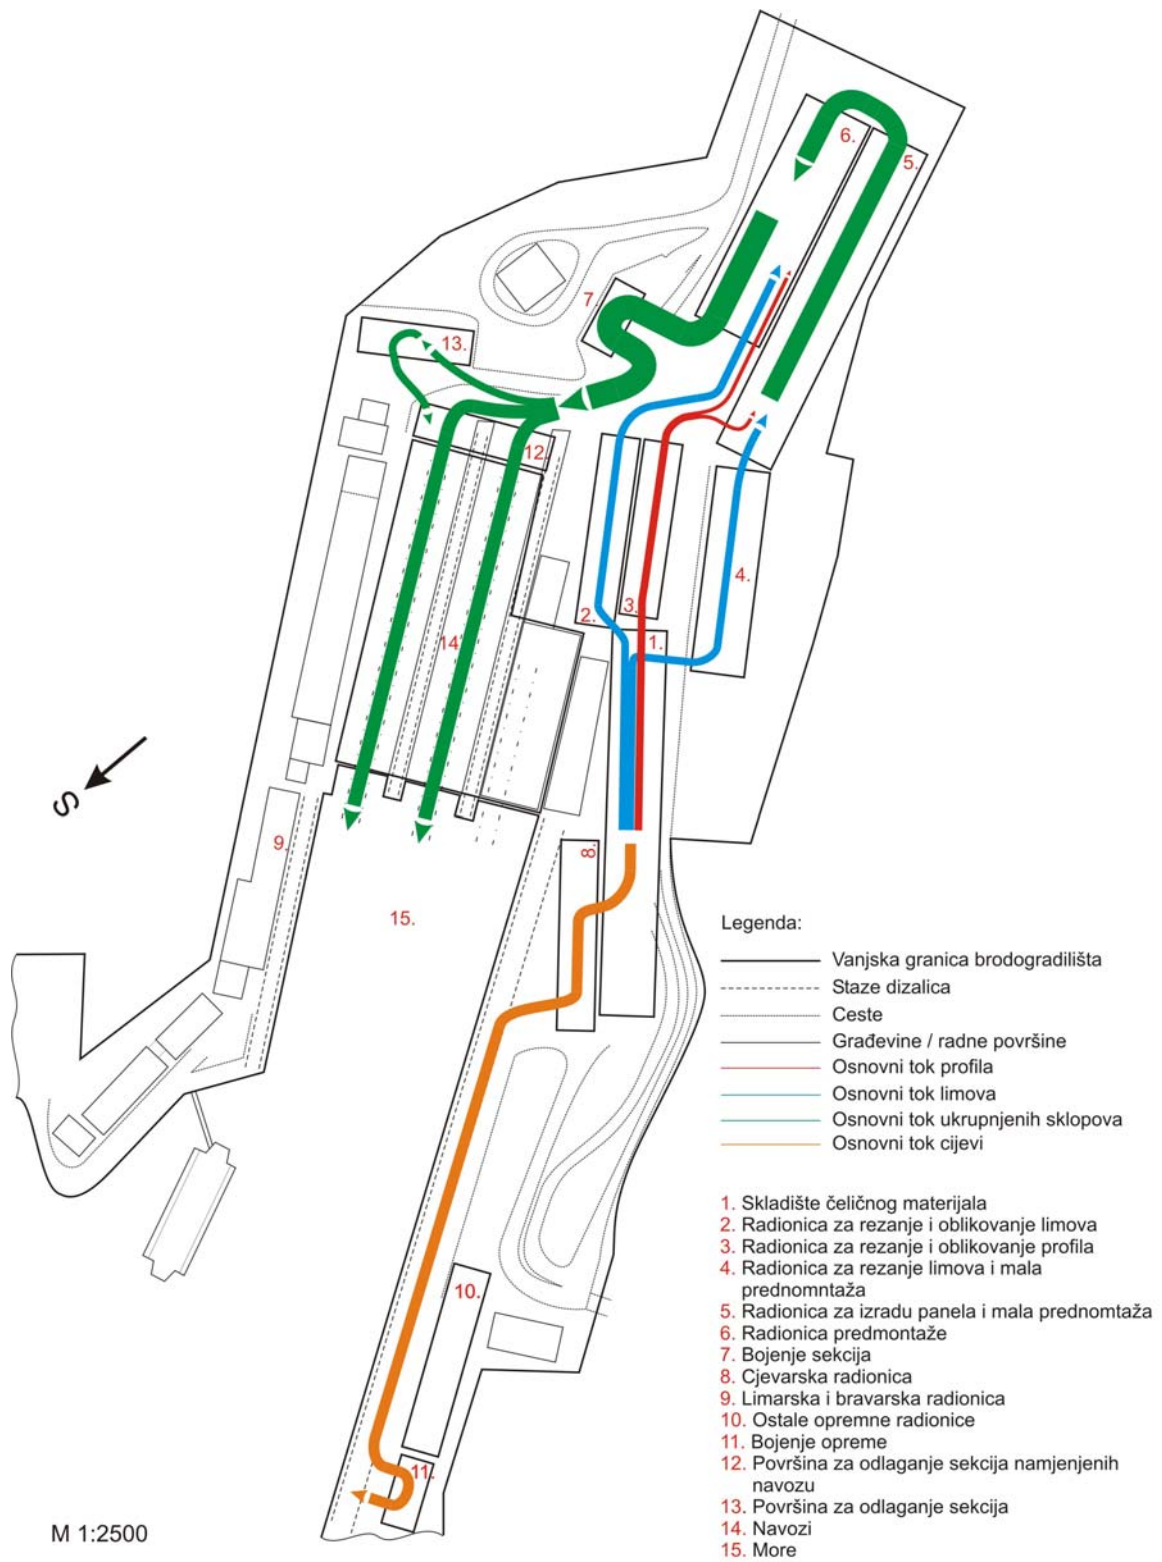 6.
5.
7.
13.
12.
4.
2.
3.
1.
14.
S
9.
8.
15.
10.
11.
M 1:2500
Legenda:
Vanjska granica brodogradilišta
Staze dizalica
Ceste
Građevine / radne površine
Osnovni tok profila
Osnovni tok limova
Osnovni tok ukrupnjenih sklopova
Osnovni tok cijevi
1. Skladište čeličnog materijala
2. Radionica za rezanje i oblikovanje limova
3. Radionica za rezanje i oblikovanje profila
4. Radionica za rezanje limova i mala
prednomntaža
5. Radionica za izradu panela i mala prednomtaža
6. Radionica predmontaže
7. Bojenje sekcija
8. Cjevarska radionica
9. Limarska i bravarska radionica
10. Ostale opremne radionice
11. Bojenje opreme
12. Površina za odlaganje sekcija namjenjenih
navozu
13. Površina za odlaganje sekcija
14. Navozi
15. More